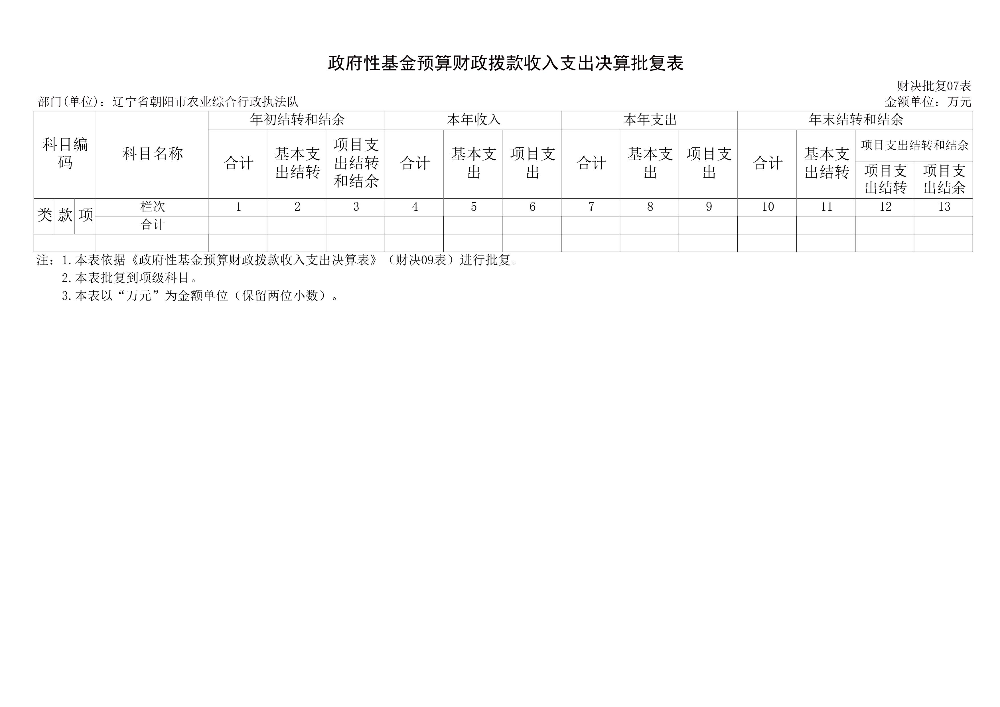 政府性基金预算财政拨款收入支出决算批复表
财决批复07表
部门(单位)：辽宁省朝阳市农业综合行政执法队 金额单位：万元
科目编码 科目名称 年初结转和结余 本年收入 本年支出 年末结转和结余
合计 基本支出结转 项目支出结转和结余 合计 基本支出 项目支出 合计 基本支出 项目支出 合计 基本支出结转 项目支出结转和结余
项目支出结转 项目支出结余
类 款 项 栏次 1 2 3 4 5 6 7 8 9 10 11 12 13
合计
注：1.本表依据《政府性基金预算财政拨款收入支出决算表》（财决09表）进行批复。
2.本表批复到项级科目。
3.本表以“万元”为金额单位（保留两位小数）。